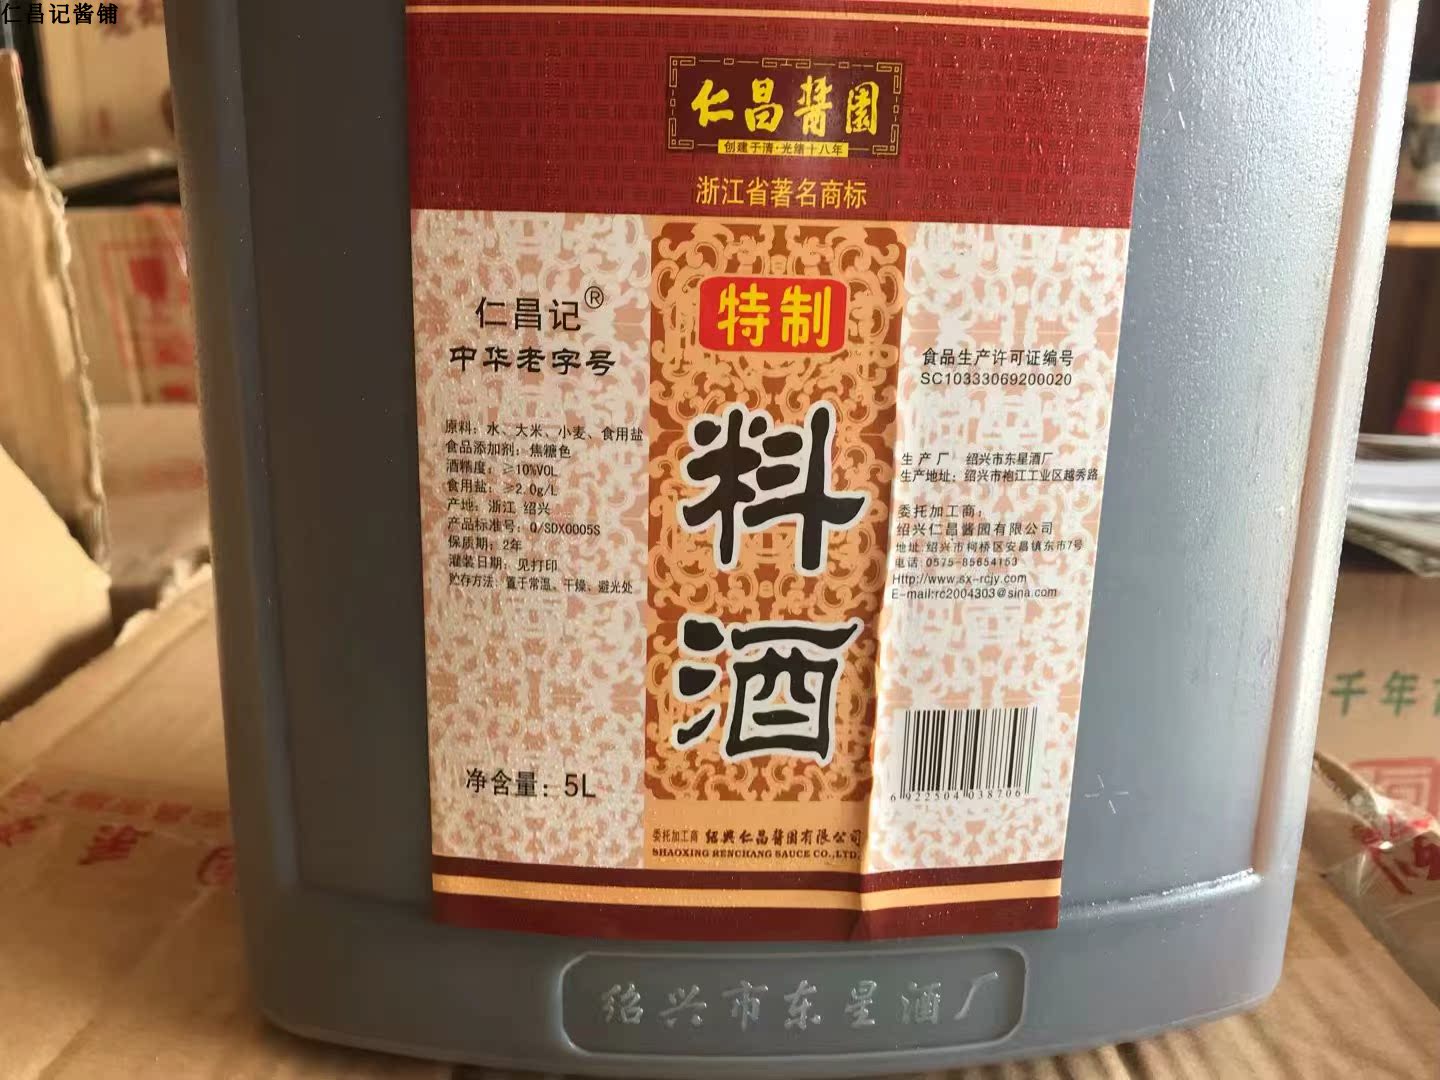 仁昌记酱铺
仁昌酱园
创建于清·光绪十八年
浙江省著名商标
仁昌记®
中华老字号
特制
料酒
原料：水、大米、小麦、食用盐
食品添加剂：焦糖色
酒精度：≥10%VOL
食用盐：≥2.0g/L
产地：浙江 绍兴
产品标准号：Q/SDX0005S
保质期：2年
灌装日期：见打印
贮存方法：置于常温、干燥、避光处
净含量：5L
食品生产许可证编号
SC10333069200020
生产厂 绍兴市东星酒厂
生产地址：绍兴市袍江工业区越秀路
委托加工商：
绍兴仁昌酱园有限公司
地址：绍兴市柯桥区安昌镇东市7号
电话：0575-85654153
Http://www.sx-rcjy.com
E-mail:rc2004303@sina.com
6922504038706
委托加工商 绍兴仁昌酱园有限公司
SHAOXING RENCHANG SAUCE CO.,LTD.
绍兴市东星酒厂
千年